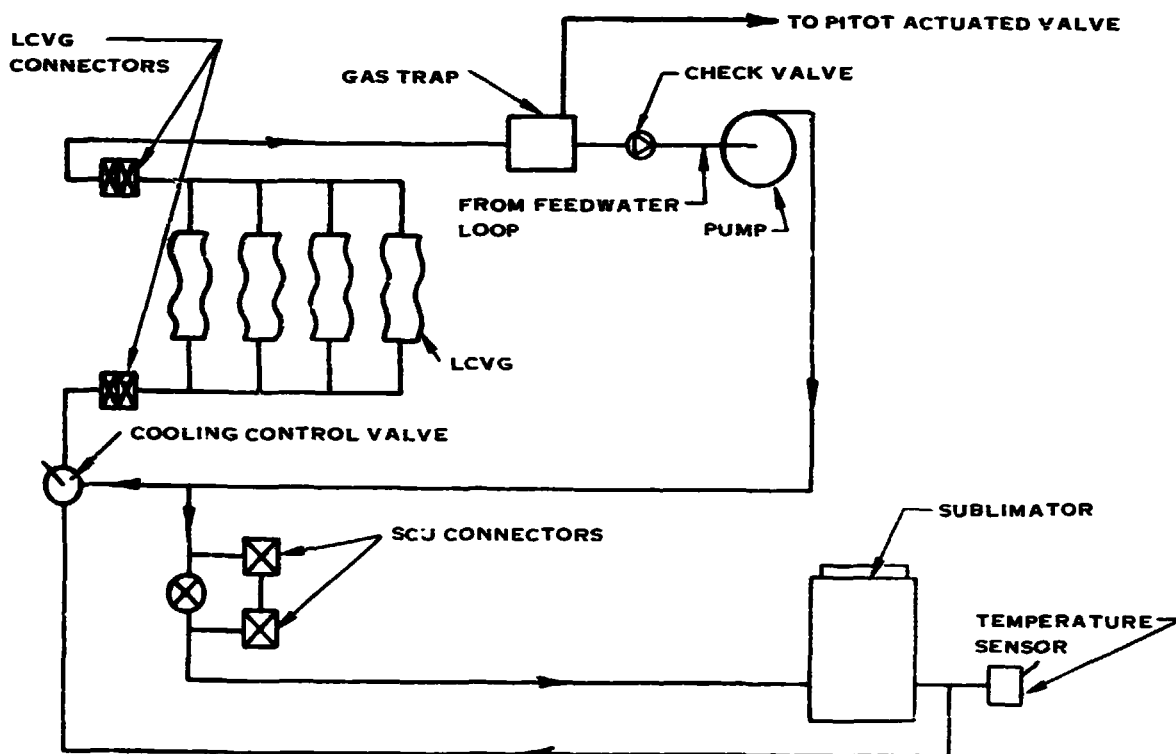 TO PITOT ACTUATED VALVE
LCVG
CONNECTORS
GAS TRAP
CHECK VALVE
FROM FEEDWATER
LOOP
PUMP
LCVG
COOLING CONTROL VALVE
SCU CONNECTORS
SUBLIMATOR
TEMPERATURE
SENSOR